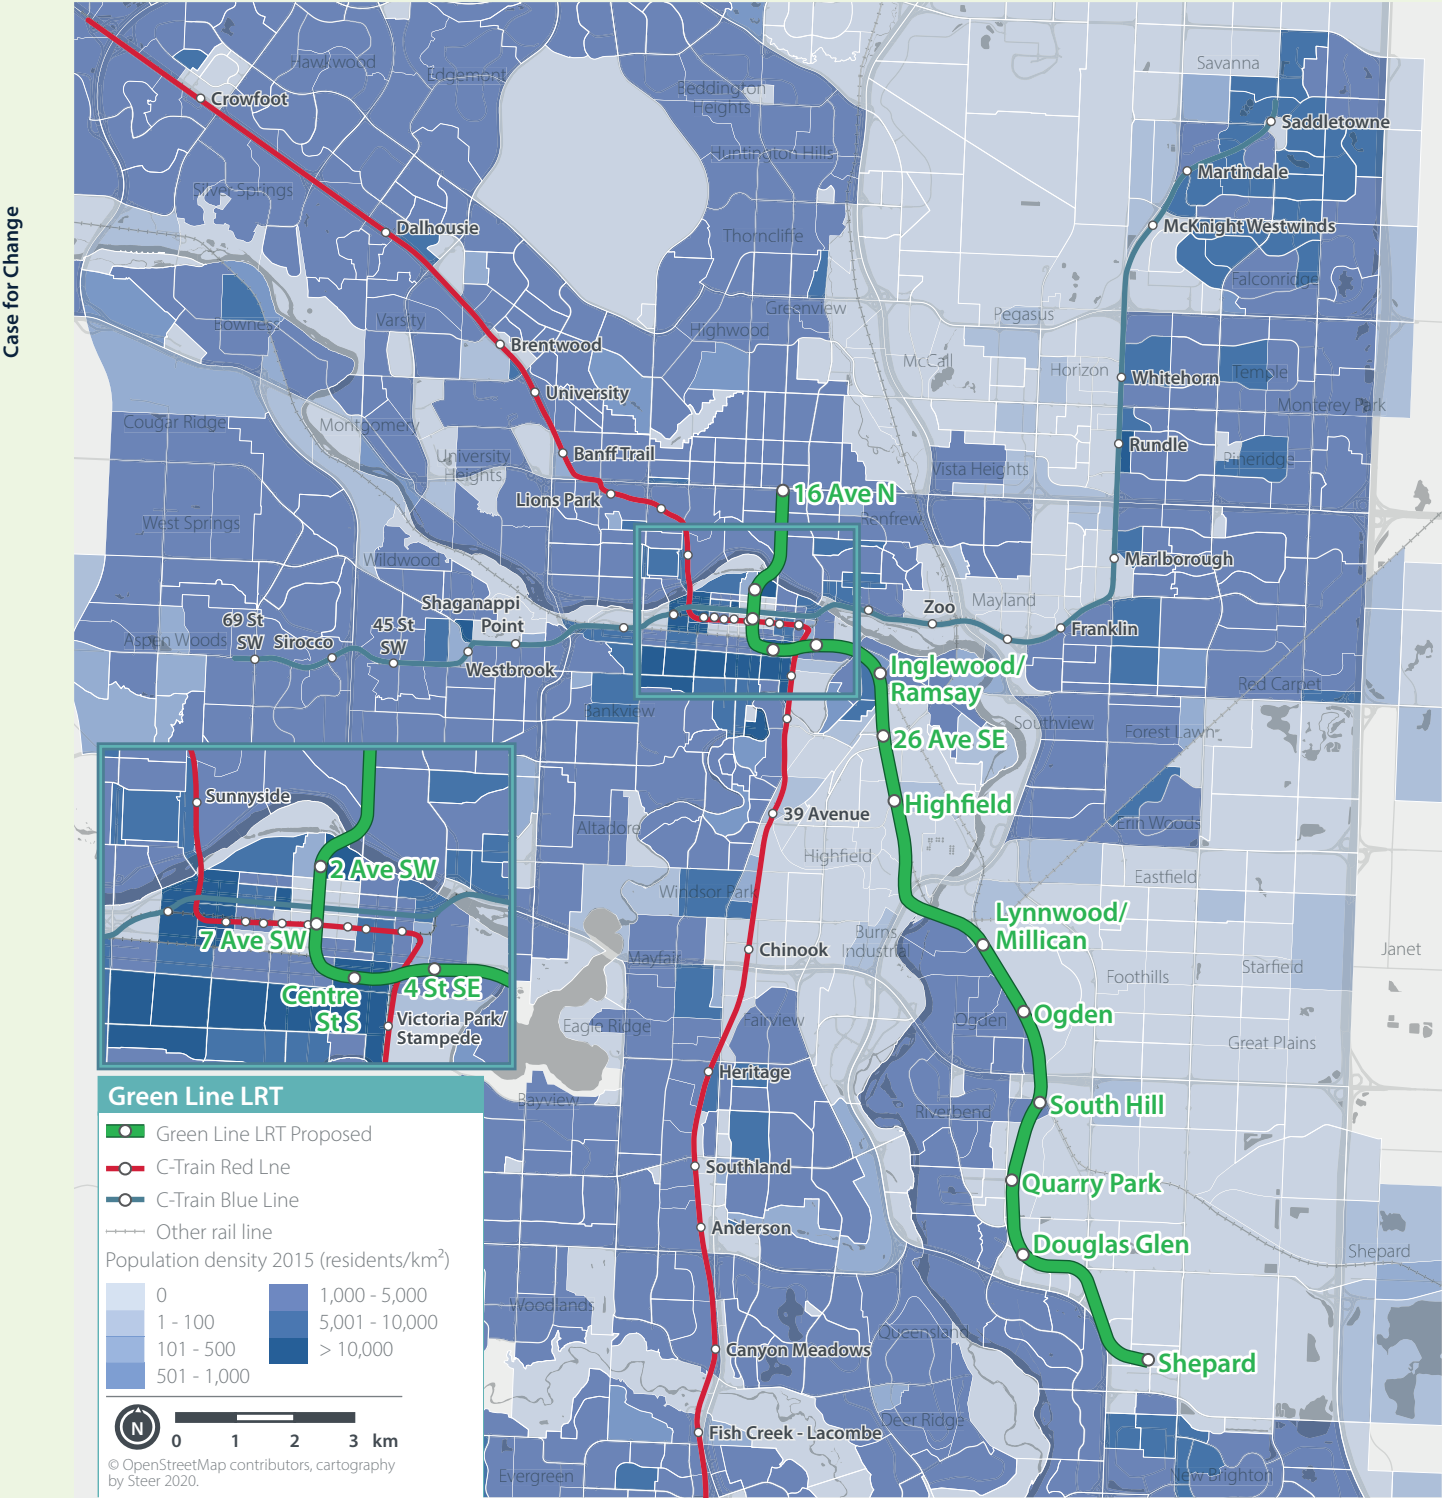 Case for Change
Savanna
Hawkwood
Edgemont
Beddington
Heights
Crowfoot
Saddletowne
Huntington Hills
Martindale
Silver Springs
Dalhousie
McKnight Westwinds
Thorncliffe
Falconridge
Greenview
Pegasus
Bowness
Varsity
Highwood
Brentwood
McCall
Horizon
Whitehorn
Temple
University
Monterey Park
Cougar Ridge
Montgomery
Banff Trail
Rundle
University
Heights
Vista Heights
Pineridge
Lions Park
16 Ave N
West Springs
Renfrew
Wildwood
Marlborough
Shaganappi
Point
Zoo
Mayland
69 St
SW
Sirocco
45 St
SW
Franklin
Aspen Woods
Westbrook
Inglewood/
Ramsay
Red Carpet
Bankview
Southview
Forest Lawn
26 Ave SE
Sunnyside
Highfield
39 Avenue
Altadore
Erin Woods
Highfield
2 Ave SW
Eastfield
Windsor Park
Lynnwood/
Millican
7 Ave SW
Burns
Industrial
Chinook
Janet
Mayfair
Starfield
Foothills
4 St SE
Centre
St S
Victoria Park/
Stampede
Eagle Ridge
Fairview
Ogden
Ogden
Great Plains
Heritage
Bayview
Riverbend
South Hill
Green Line LRT
Green Line LRT Proposed
C-Train Red Lne
C-Train Blue Line
Other rail line
Population density 2015 (residents/km²)
0
1 - 100
101 - 500
501 - 1,000
1,000 - 5,000
5,001 - 10,000
> 10,000
Southland
Quarry Park
Anderson
Douglas Glen
Shepard
Woodlands
Queensland
Canyon Meadows
Shepard
Deer Ridge
Fish Creek - Lacombe
Evergreen
New Brighton
N
0 1 2 3 km
© OpenStreetMap contributors, cartography
by Steer 2020.